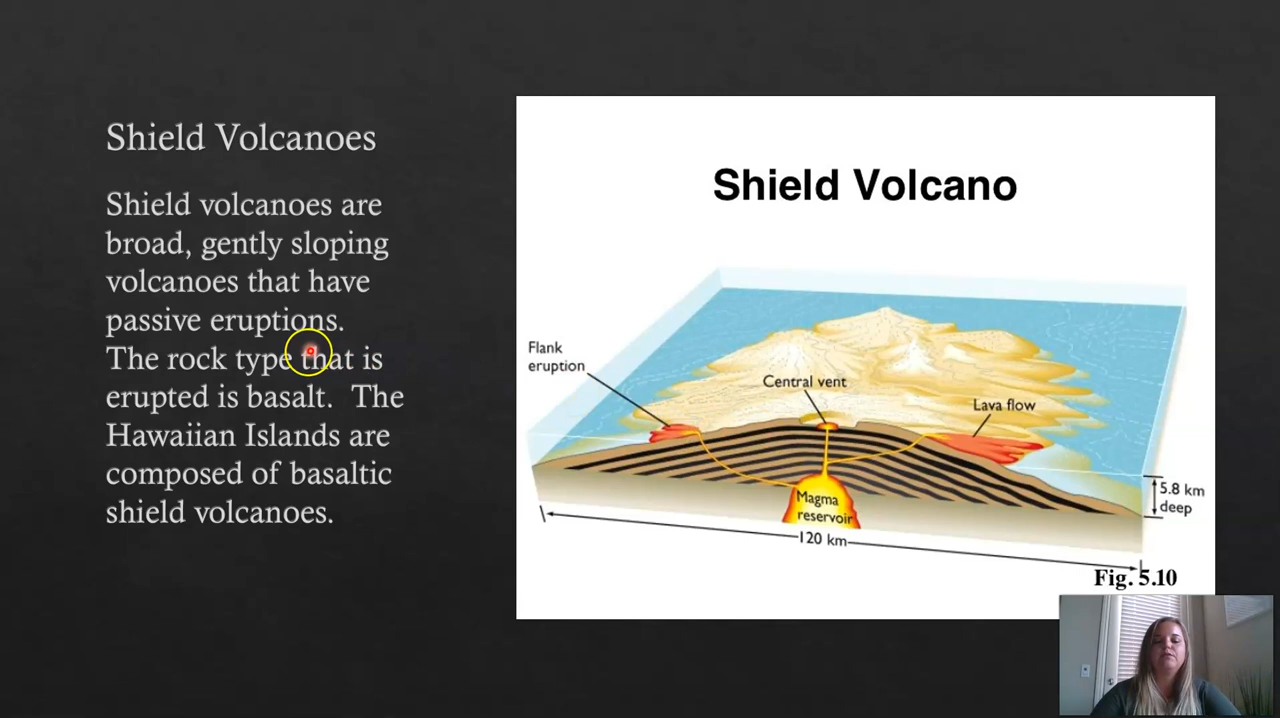 Shield Volcanoes
Shield volcanoes are
broad, gently sloping
volcanoes that have
passive eruptions.
The rock type that is
erupted is basalt. The
Hawaiian Islands are
composed of basaltic
shield volcanoes.
Shield Volcano
Flank
eruption
Central vent
Lava flow
Magma
reservoir
5.8 km
deep
120 km
Fig. 5.10